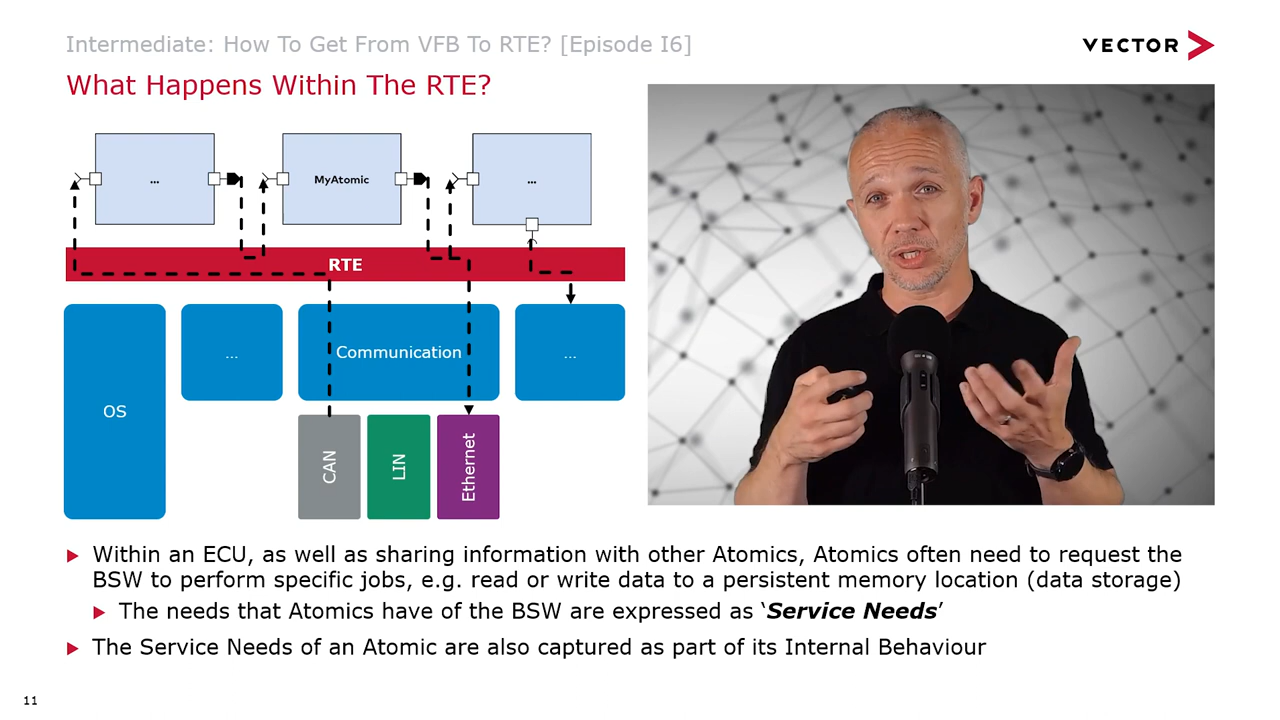 Intermediate: How To Get From VFB To RTE? [Episode I6]
VECTOR
What Happens Within The RTE?
...
MyAtomic
...
RTE
OS
...
Communication
...
CAN
LIN
Ethernet
Within an ECU, as well as sharing information with other Atomics, Atomics often need to request the
BSW to perform specific jobs, e.g. read or write data to a persistent memory location (data storage)
The needs that Atomics have of the BSW are expressed as ‘Service Needs’
The Service Needs of an Atomic are also captured as part of its Internal Behaviour
11